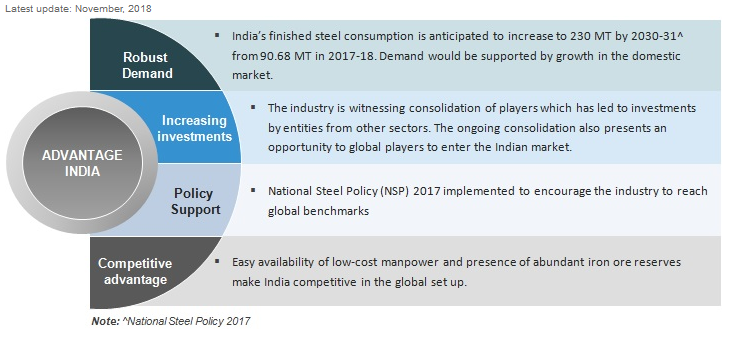 Latest update: November, 2018
Robust
Demand
▪ India's finished steel consumption is anticipated to increase to 230 MT by 2030-31^
from 90.68 MT in 2017-18. Demand would be supported by growth in the domestic
market.
Increasing
investments
▪ The industry is witnessing consolidation of players which has led to investments
by entities from other sectors. The ongoing consolidation also presents an
opportunity to global players to enter the Indian market.
ADVANTAGE
INDIA
Policy
Support
▪ National Steel Policy (NSP) 2017 implemented to encourage the industry to reach
global benchmarks
Competitive
advantage
▪ Easy availability of low-cost manpower and presence of abundant iron ore reserves
make India competitive in the global set up.
Note: ^National Steel Policy 2017